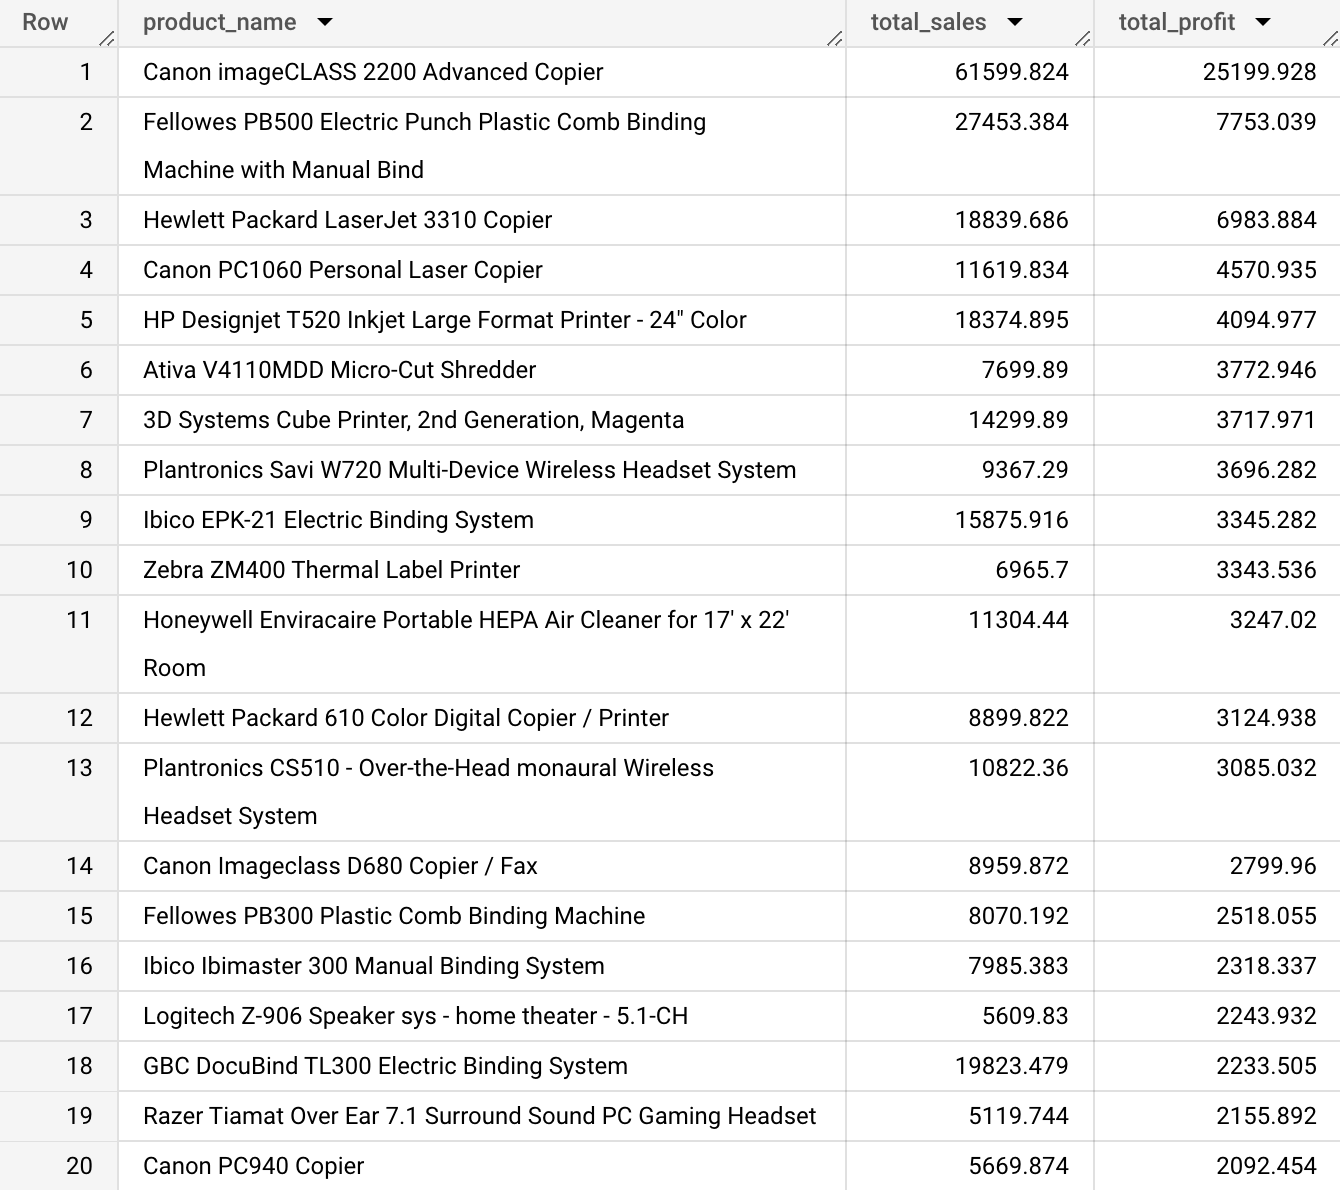 Row product_name total_sales total_profit
1 Canon imageCLASS 2200 Advanced Copier 61599.824 25199.928
2 Fellowes PB500 Electric Punch Plastic Comb Binding 27453.384 7753.039
Machine with Manual Bind
3 Hewlett Packard LaserJet 3310 Copier 18839.686 6983.884
4 Canon PC1060 Personal Laser Copier 11619.834 4570.935
5 HP Designjet T520 Inkjet Large Format Printer - 24" Color 18374.895 4094.977
6 Ativa V4110MDD Micro-Cut Shredder 7699.89 3772.946
7 3D Systems Cube Printer, 2nd Generation, Magenta 14299.89 3717.971
8 Plantronics Savi W720 Multi-Device Wireless Headset System 9367.29 3696.282
9 Ibico EPK-21 Electric Binding System 15875.916 3345.282
10 Zebra ZM400 Thermal Label Printer 6965.7 3343.536
11 Honeywell Enviracaire Portable HEPA Air Cleaner for 17' x 22' 11304.44 3247.02
Room
12 Hewlett Packard 610 Color Digital Copier / Printer 8899.822 3124.938
13 Plantronics CS510 - Over-the-Head monaural Wireless 10822.36 3085.032
Headset System
14 Canon Imageclass D680 Copier / Fax 8959.872 2799.96
15 Fellowes PB300 Plastic Comb Binding Machine 8070.192 2518.055
16 Ibico Ibimaster 300 Manual Binding System 7985.383 2318.337
17 Logitech Z-906 Speaker sys - home theater - 5.1-CH 5609.83 2243.932
18 GBC DocuBind TL300 Electric Binding System 19823.479 2233.505
19 Razer Tiamat Over Ear 7.1 Surround Sound PC Gaming Headset 5119.744 2155.892
20 Canon PC940 Copier 5669.874 2092.454